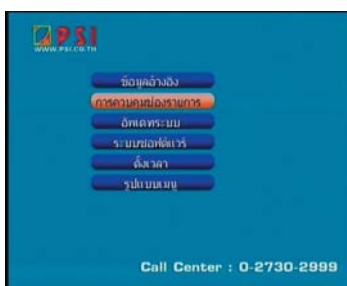 PSI
WWW.PSI.CO.TH
ข้อมูลอ้างอิง
การควบคุมช่องรายการ
อัพเดทระบบ
ระบบซอฟต์แวร์
ตั้งเวลา
รูปแบบเมนู
Call Center : 0-2730-2999